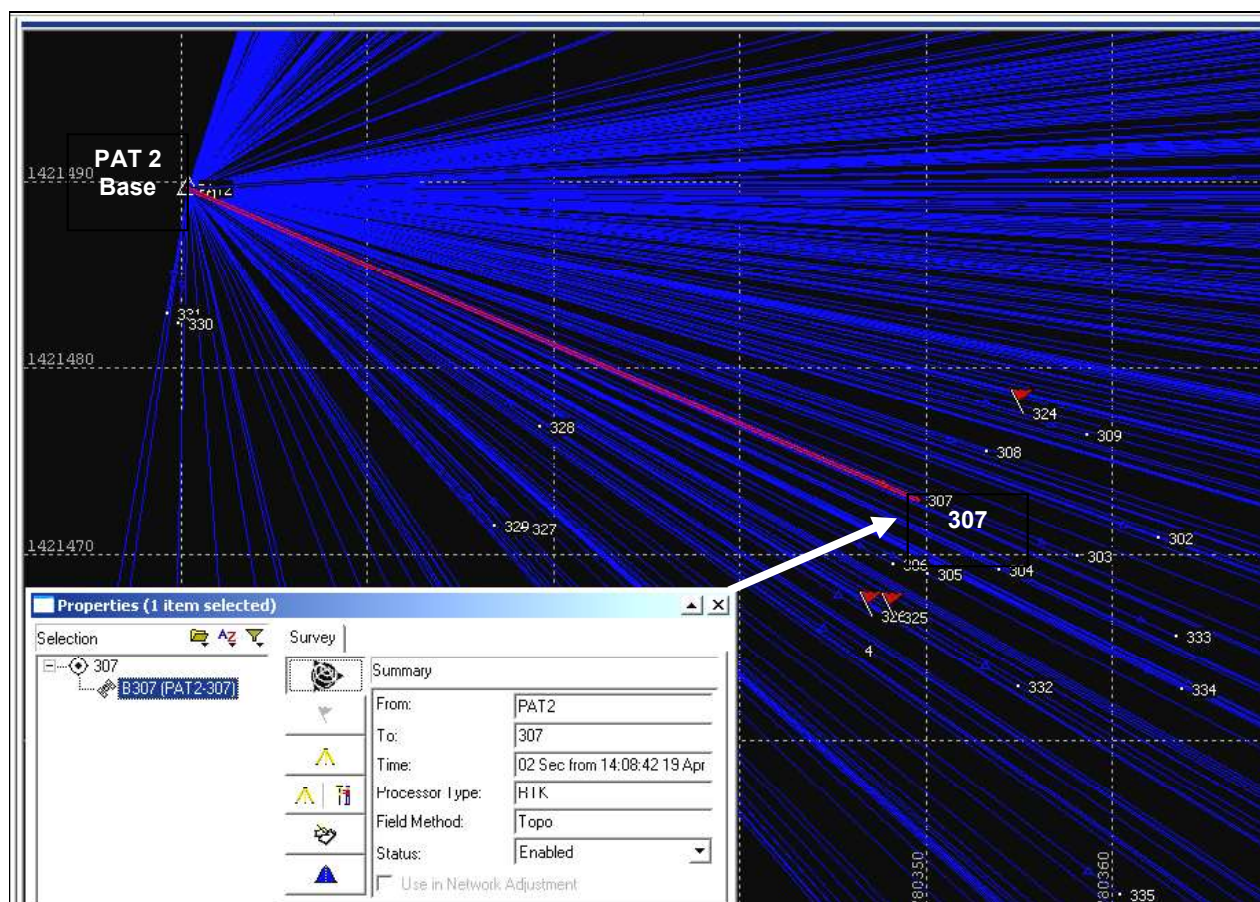 PAT 2
Base
1421490
331
330
1421480
324
328
309
308
307
307
329 327
302
1421470
303
306
304
305
326 325
333
4
332
334
80350
80360
335
Properties (1 item selected)
Selection
307
B307 (PAT2-307)
Survey
Summary
From: PAT2
To: 307
Time: 02 Sec from 14:08:42 19 Apr
Processor Type: RTK
Field Method: Topo
Status: Enabled
Use in Network Adjustment